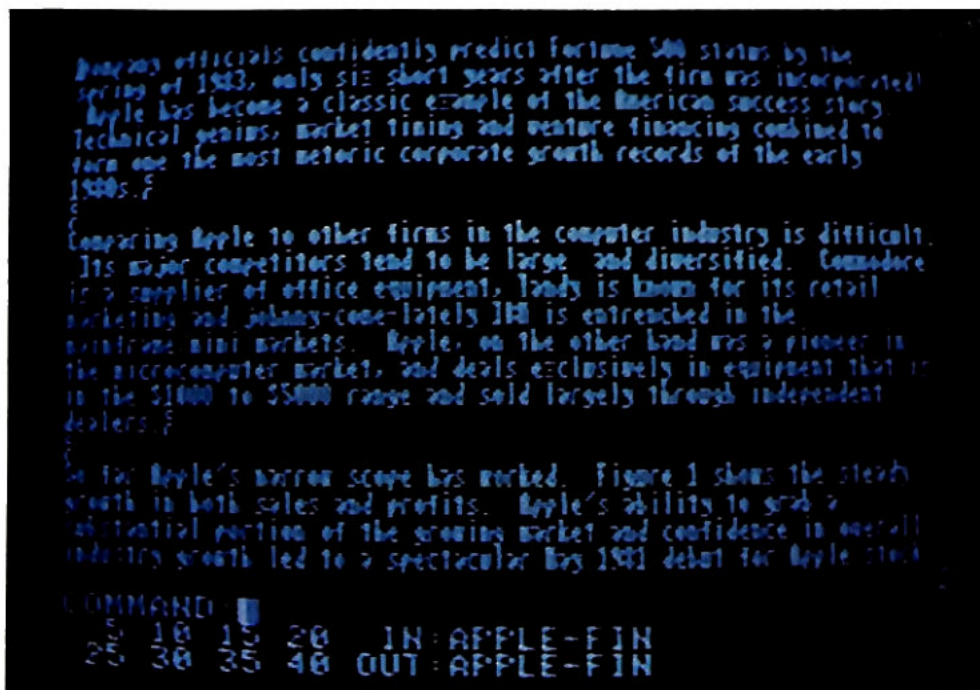 Company officials confidently predict Fortune 500 status by the
spring of 1983, only six short years after the firm was incorporated!
Apple has become a classic example of the American success story.
Technical genius, market timing and venture financing combined to
form one the most metoric corporate growth records of the early
1980s.
Comparing Apple to other firms in the computer industry is difficult.
Its major competitors tend to be large and diversified. Commodore
is a supplier of office equipment, Tandy is known for its retail
marketing and johnny-come-lately IBM is entrenched in the
mainframe mini markets. Apple, on the other hand was a pioneer in
the microcomputer market, and deals exclusively in equipment that is
in the $1000 to $5000 range and sold largely through independent
dealers.
So far Apple's narrow scope has worked. Figure 1 shows the steady
growth in both sales and profits. Apple's ability to grab a
substantial portion of the growing market and confidence in overall
industry growth led to a spectacular May 1981 debut for Apple stock
COMMAND:
5 10 15 20 IN:APPLE-FIN
25 30 35 40 OUT:APPLE-FIN